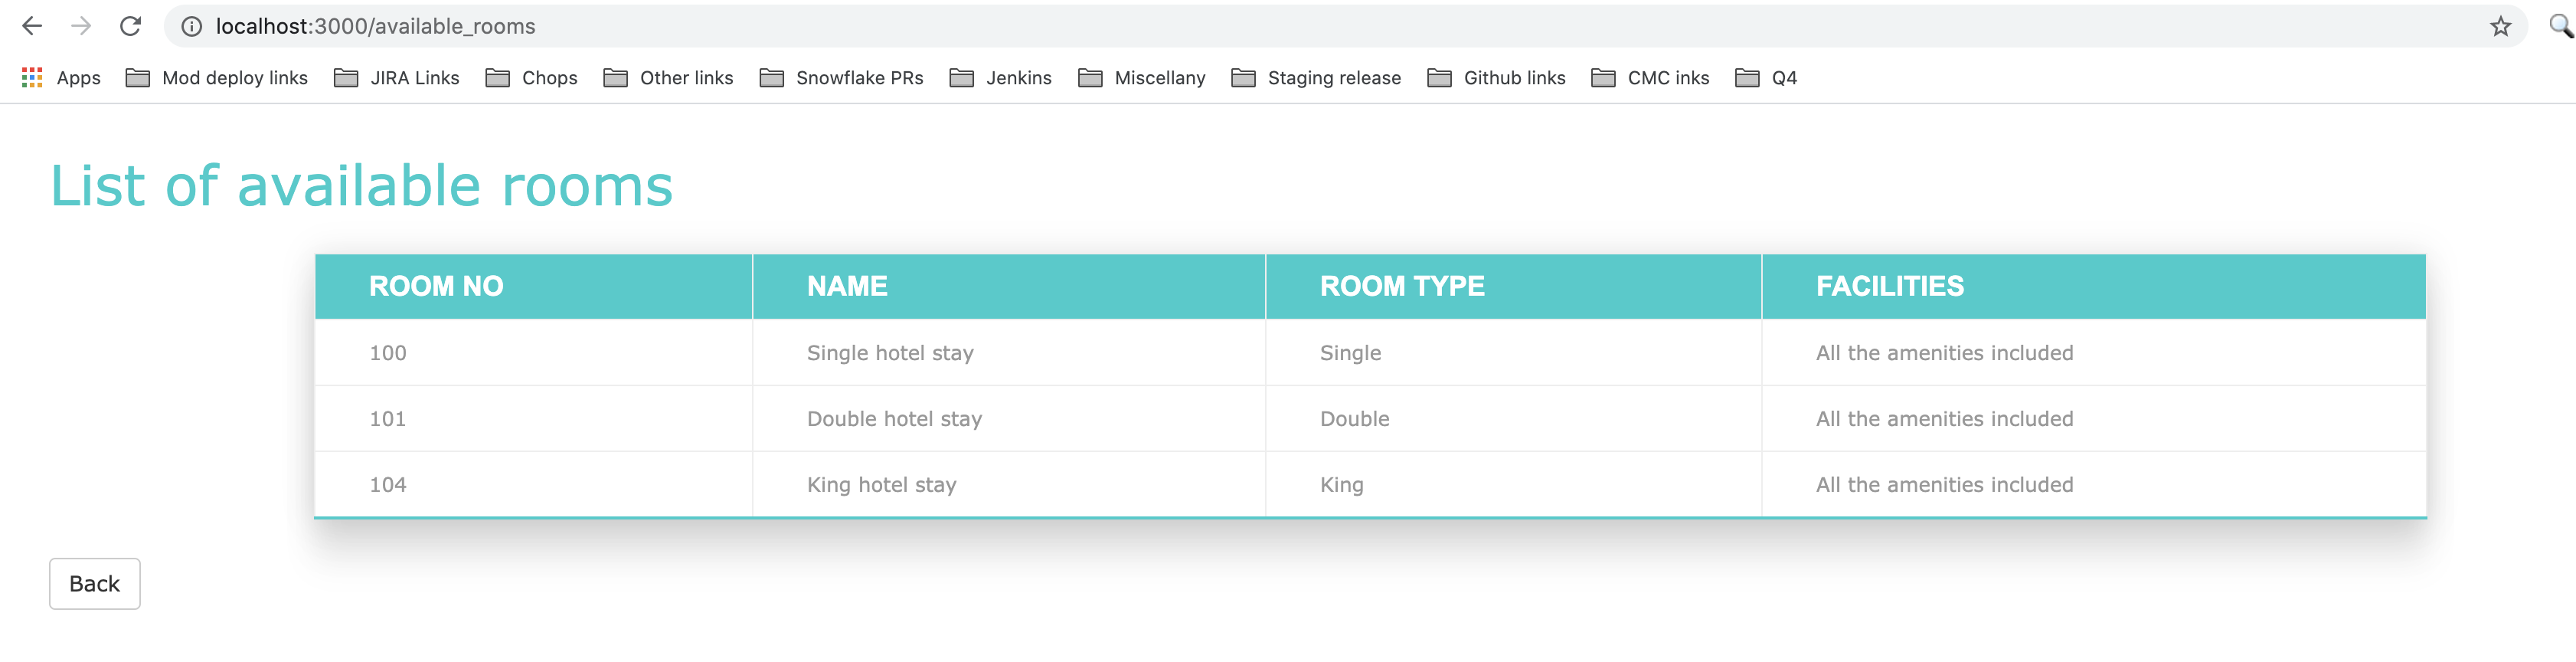 localhost:3000/available_rooms
Apps Mod deploy links JIRA Links Chops Other links Snowflake PRs Jenkins Miscellany Staging release Github links CMC inks Q4
List of available rooms
ROOM NO NAME ROOM TYPE FACILITIES
100 Single hotel stay Single All the amenities included
101 Double hotel stay Double All the amenities included
104 King hotel stay King All the amenities included
Back